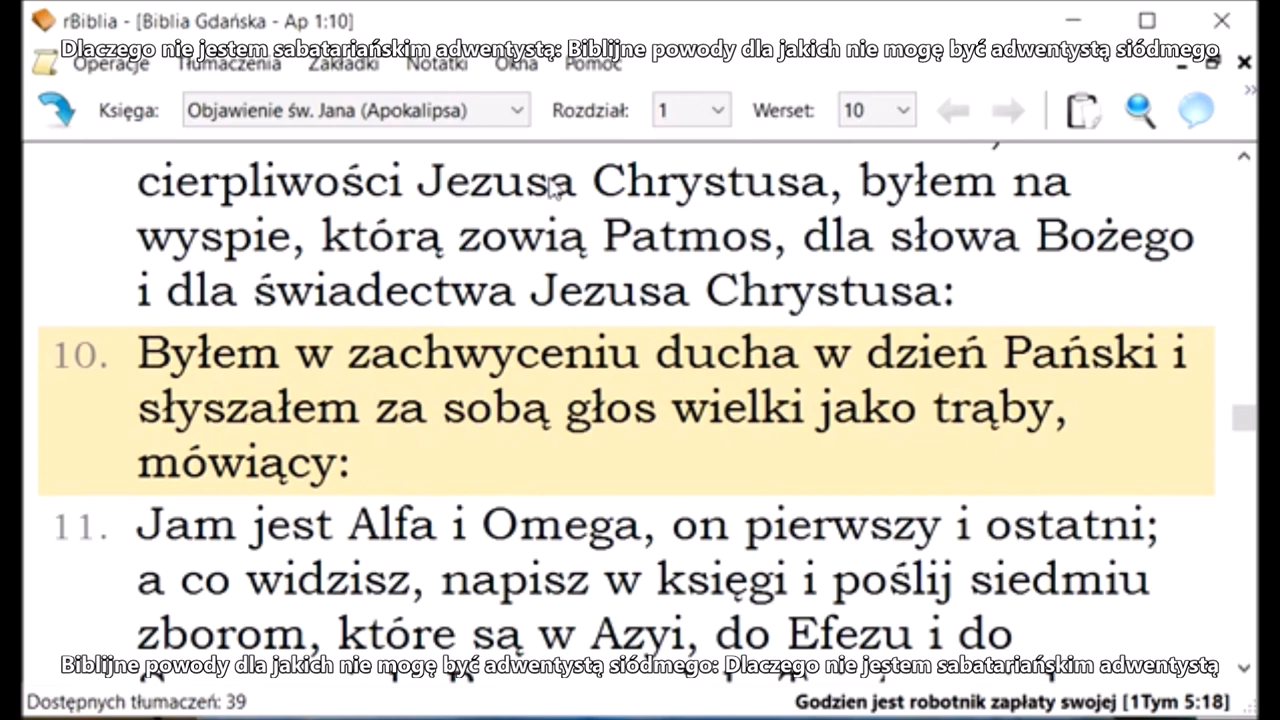 rBiblia - [Biblia Gdańska - Ap 1:10]
Dlaczego nie jestem sabatariańskim adwentystą: Biblijne powody dla jakich nie mogę być adwentystą siódmego
Operacje Tłumaczenia Zakładki Notatki Okna Pomoc
Księga: Objawienie św. Jana (Apokalipsa) Rozdział: 1 Werset: 10
cierpliwości Jezusa Chrystusa, byłem na
wyspie, którą zowią Patmos, dla słowa Bożego
i dla świadectwa Jezusa Chrystusa:
10. Byłem w zachwyceniu ducha w dzień Pański i
słyszałem za sobą głos wielki jako trąby,
mówiący:
11. Jam jest Alfa i Omega, on pierwszy i ostatni;
a co widzisz, napisz w księgi i poślij siedmiu
zborom, które są w Azyi, do Efezu i do
Biblijne powody dla jakich nie mogę być adwentystą siódmego: Dlaczego nie jestem sabatariańskim adwentystą
Dostępnych tłumaczeń: 39 Godzien jest robotnik zapłaty swojej [1Tym 5:18]